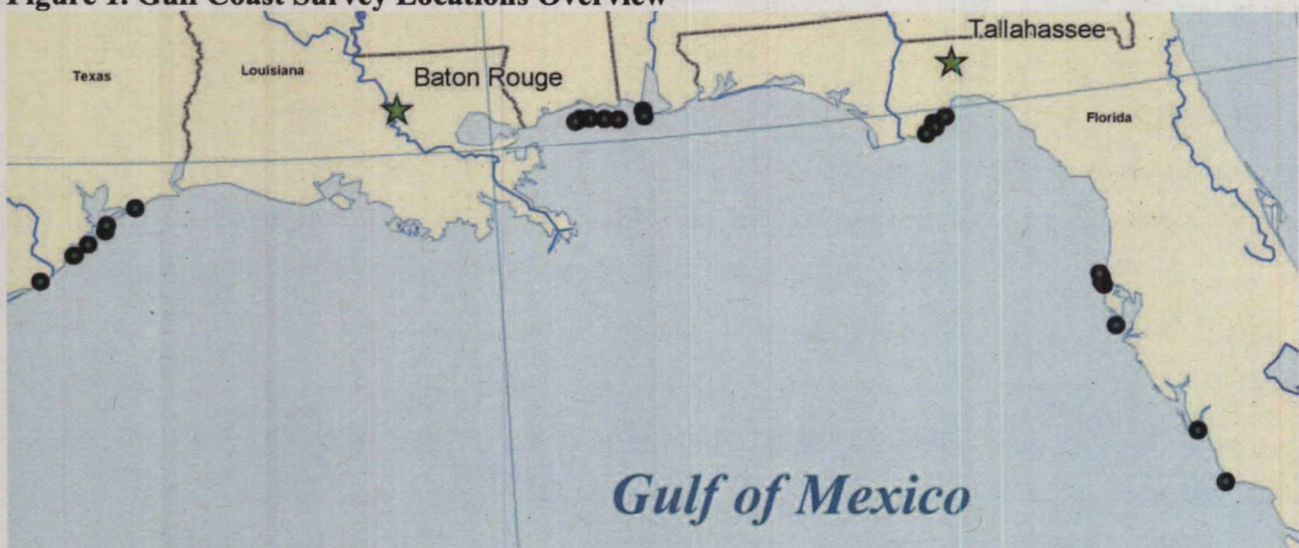 Figure 1. Gulf Coast Survey Locations Overview
Tallahassee
Texas
Louisiana
Baton Rouge
Florida
Gulf of Mexico